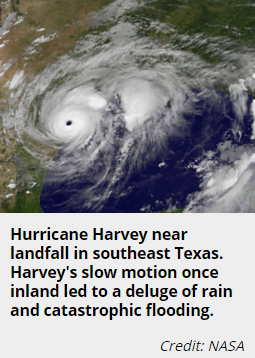 Hurricane Harvey near
landfall in southeast Texas.
Harvey's slow motion once
inland led to a deluge of rain
and catastrophic flooding.
Credit: NASA